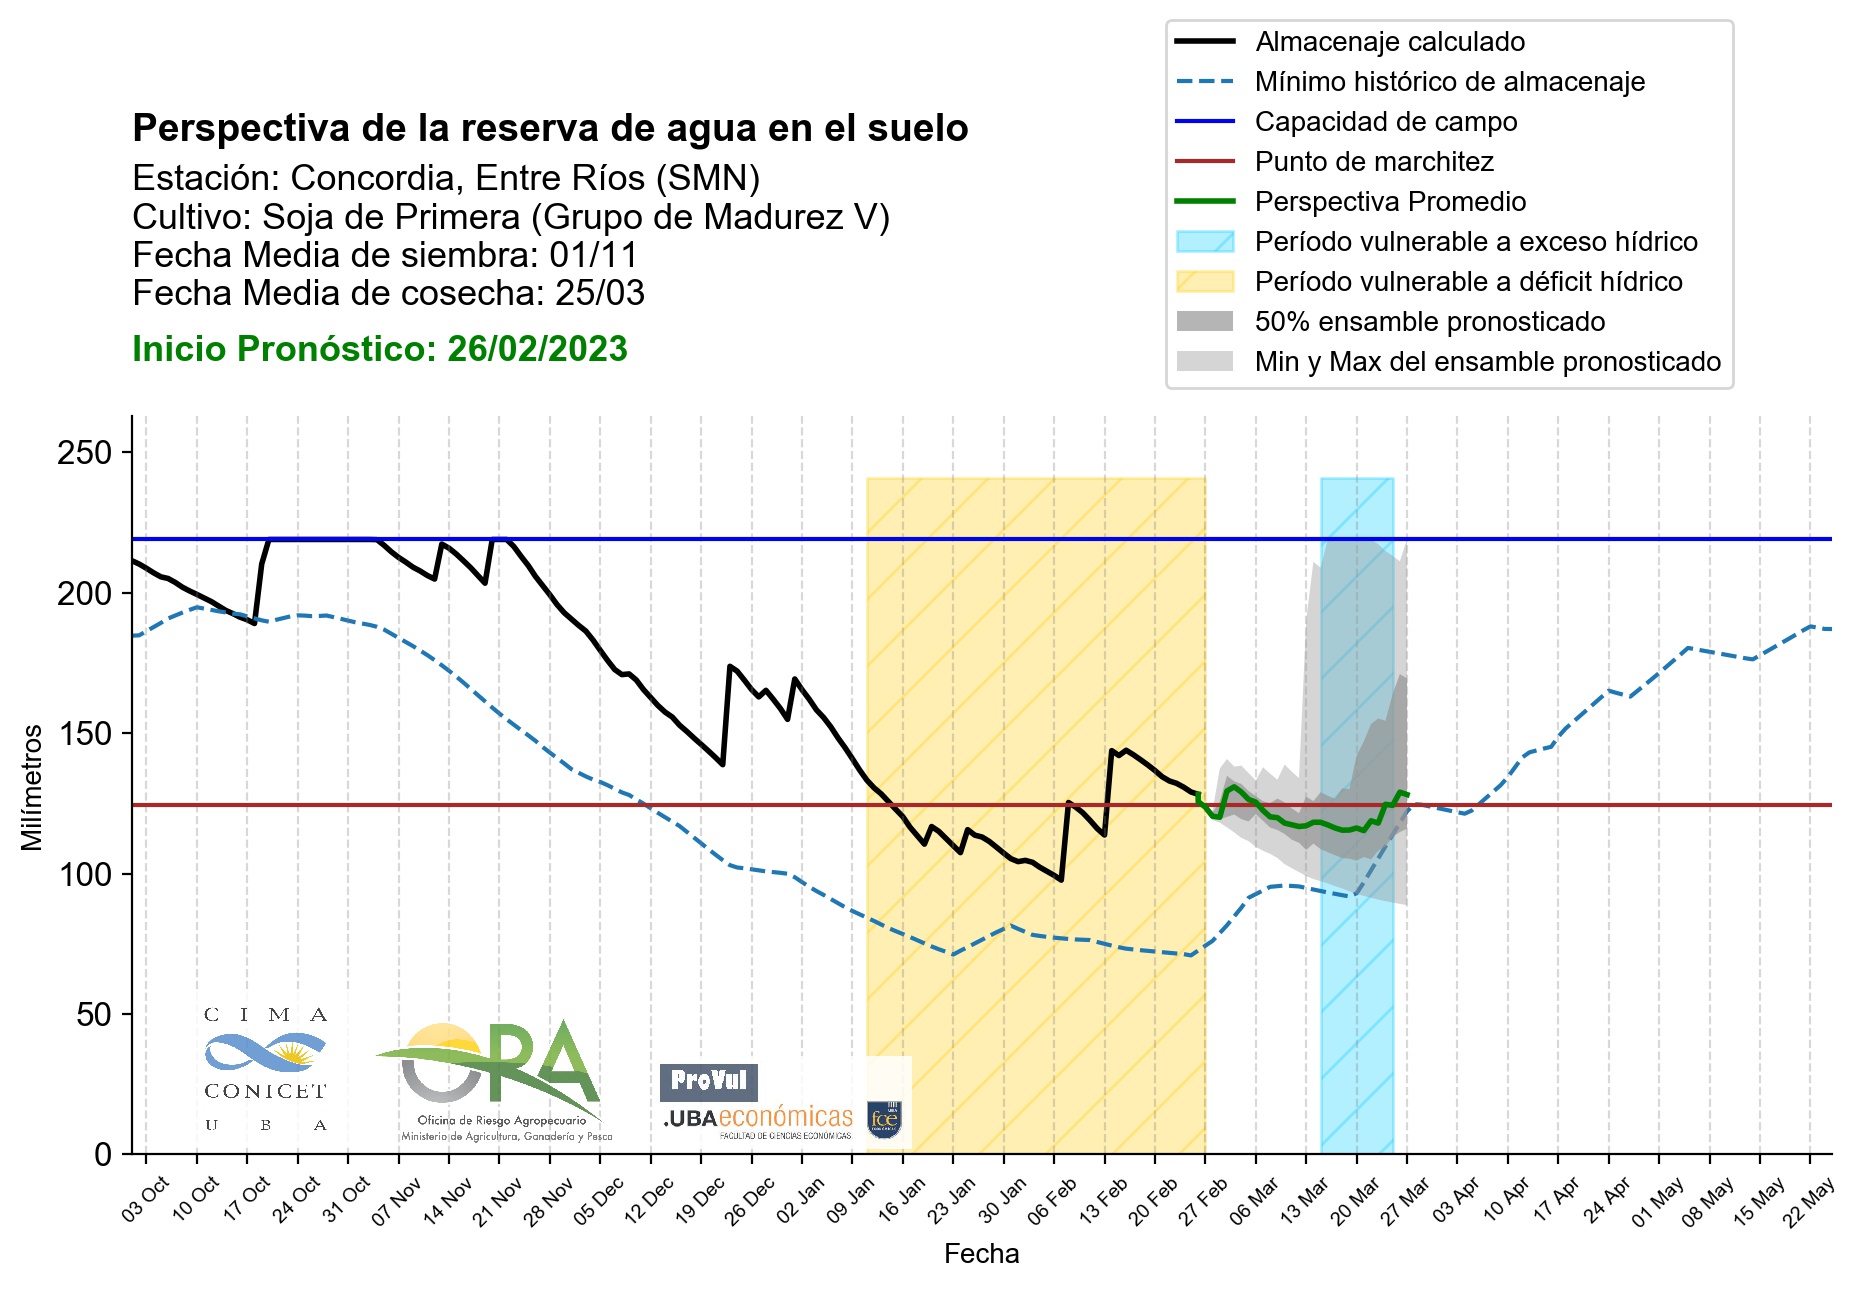 Almacenaje calculado
Mínimo histórico de almacenaje
Capacidad de campo
Punto de marchitez
Perspectiva Promedio
Período vulnerable a exceso hídrico
Período vulnerable a déficit hídrico
50% ensamble pronosticado
Min y Max del ensamble pronosticado
Perspectiva de la reserva de agua en el suelo
Estación: Concordia, Entre Ríos (SMN)
Cultivo: Soja de Primera (Grupo de Madurez V)
Fecha Media de siembra: 01/11
Fecha Media de cosecha: 25/03
Inicio Pronóstico: 26/02/2023
Milímetros
250
200
150
100
50
0
CIMA
CONICET
UBA
ORA
Oficina de Riesgo Agropecuario
Ministerio de Agricultura, Ganadería y Pesca
ProVul
.UBAeconómicas
FACULTAD DE CIENCIAS ECONÓMICAS
fce
03 Oct
10 Oct
17 Oct
24 Oct
31 Oct
07 Nov
14 Nov
21 Nov
28 Nov
05 Dec
12 Dec
19 Dec
26 Dec
02 Jan
09 Jan
16 Jan
23 Jan
30 Jan
06 Feb
13 Feb
20 Feb
27 Feb
06 Mar
13 Mar
20 Mar
27 Mar
03 Apr
10 Apr
17 Apr
24 Apr
01 May
08 May
15 May
22 May
Fecha